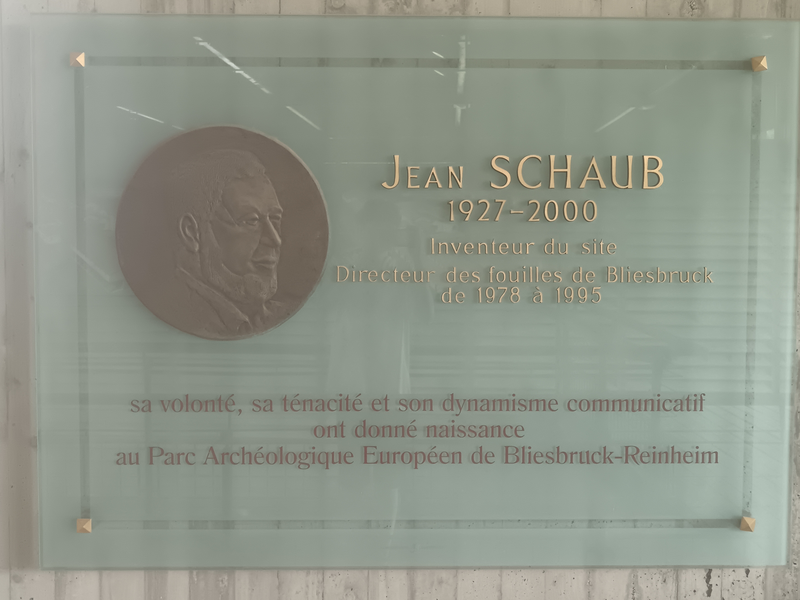 Jean SCHAUB
1927-2000
Inventeur du site
Directeur des fouilles de Bliesbruck
de 1978 à 1995
sa volonté, sa ténacité et son dynamisme communicatif
ont donné naissance
au Parc Archéologique Européen de Bliesbruck-Reinheim